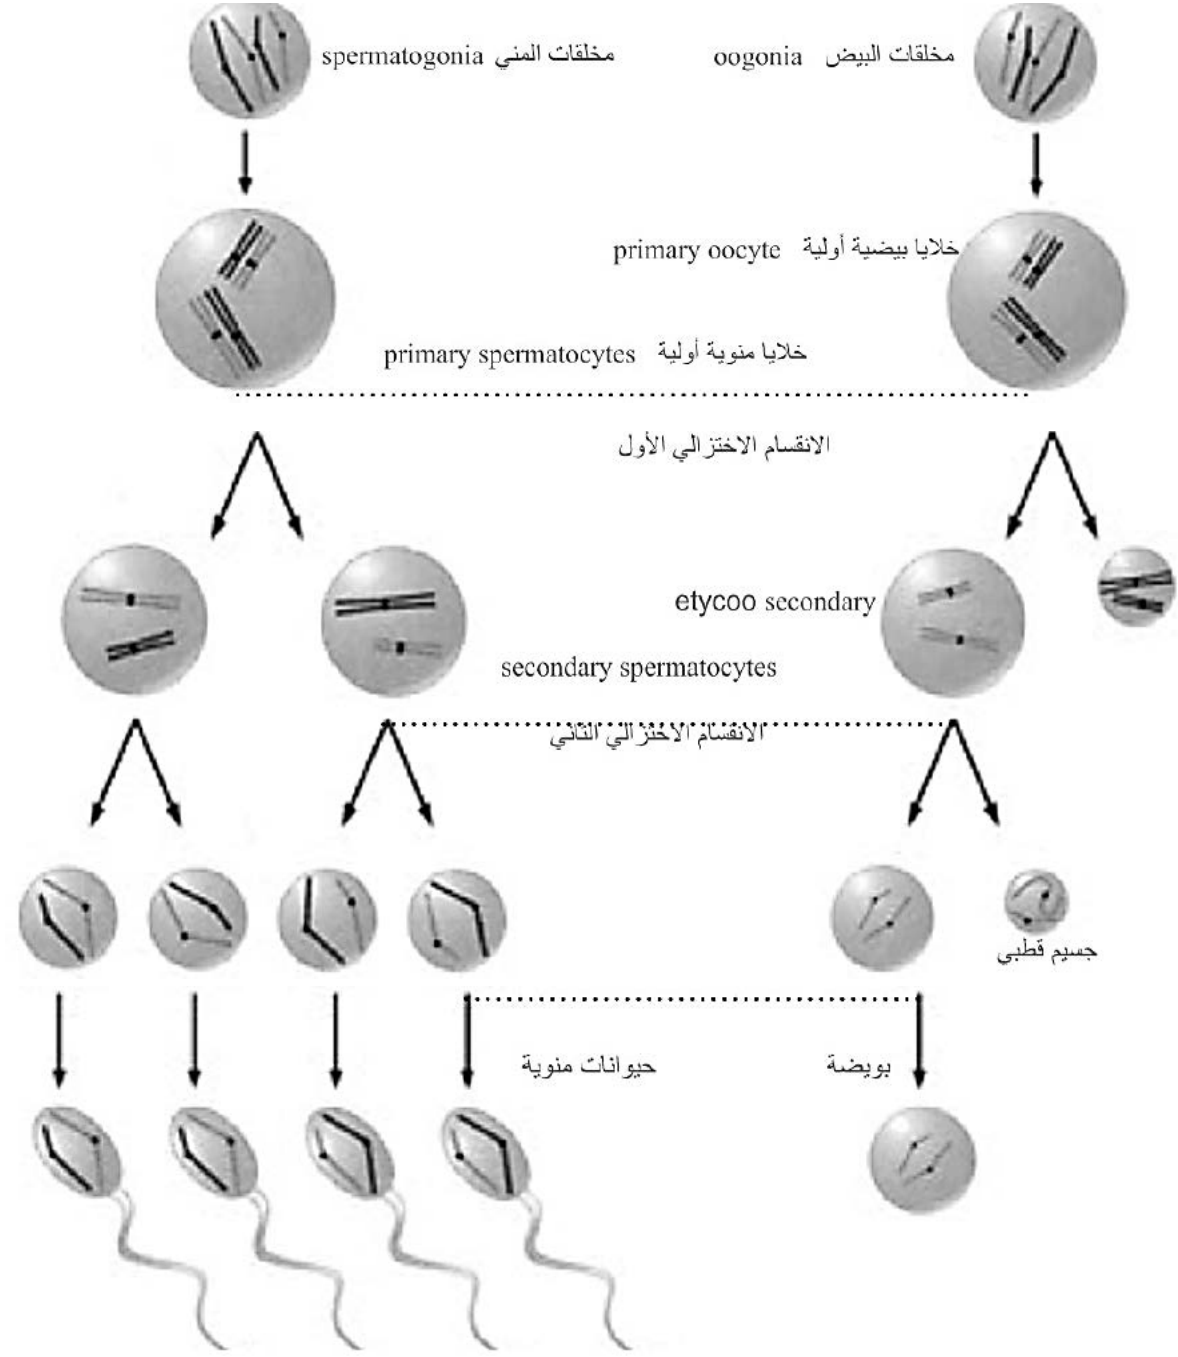 spermatogonia مخلقات المني
oogonia مخلقات البيض
primary oocyte خلايا بيضية أولية
primary spermatocytes خلايا منوية أولية
الانقسام الاختزالي الأول
etycoo secondary
secondary spermatocytes
الانقسام الاختزالي الثاني
جسيم قطبي
حيوانات منوية
بويضة